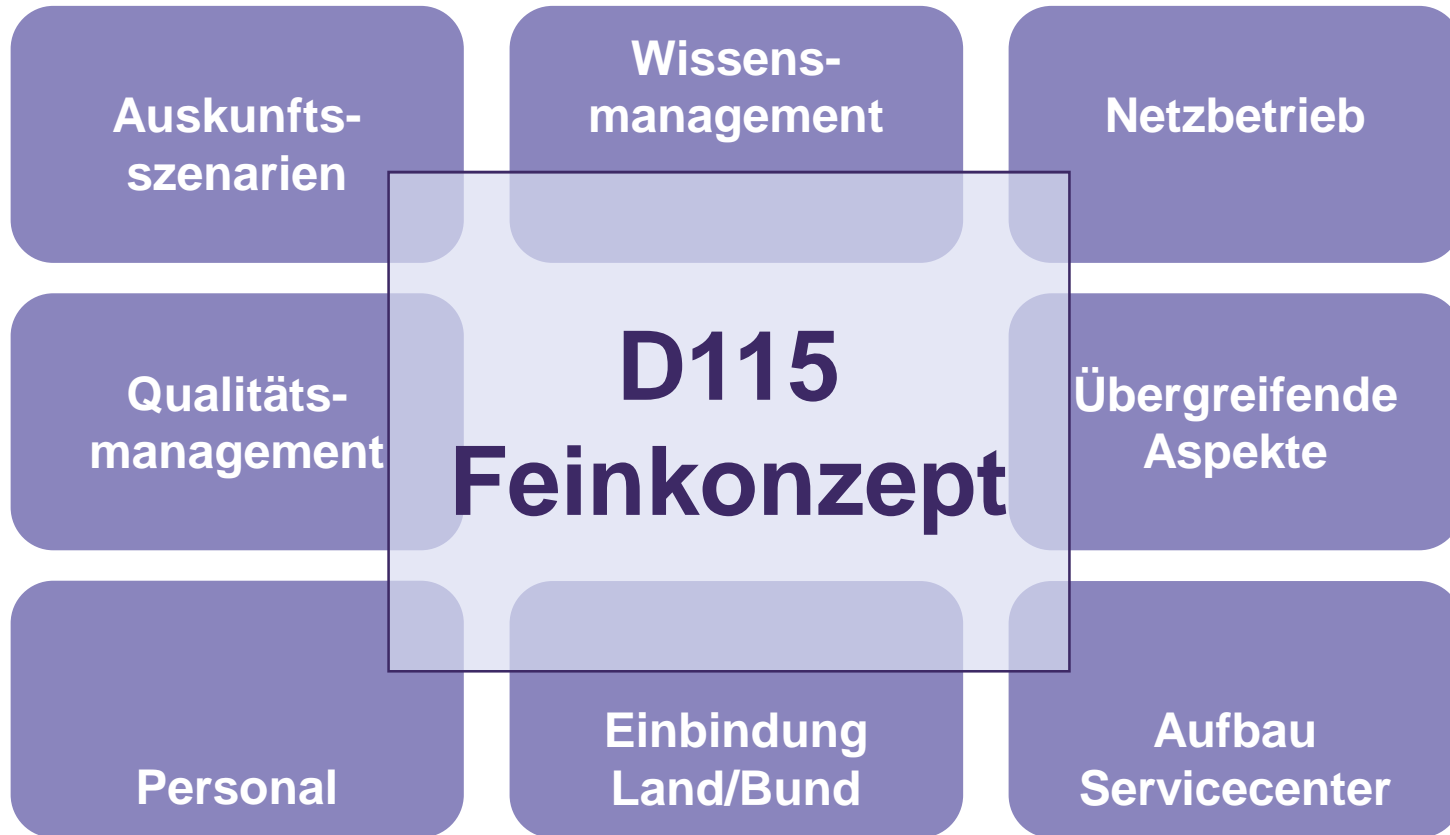 Auskunfts-
szenarien
Wissens-
management
Netzbetrieb
Qualitäts-
management
D115
Feinkonzept
Übergreifende
Aspekte
Personal
Einbindung
Land/Bund
Aufbau
Servicecenter